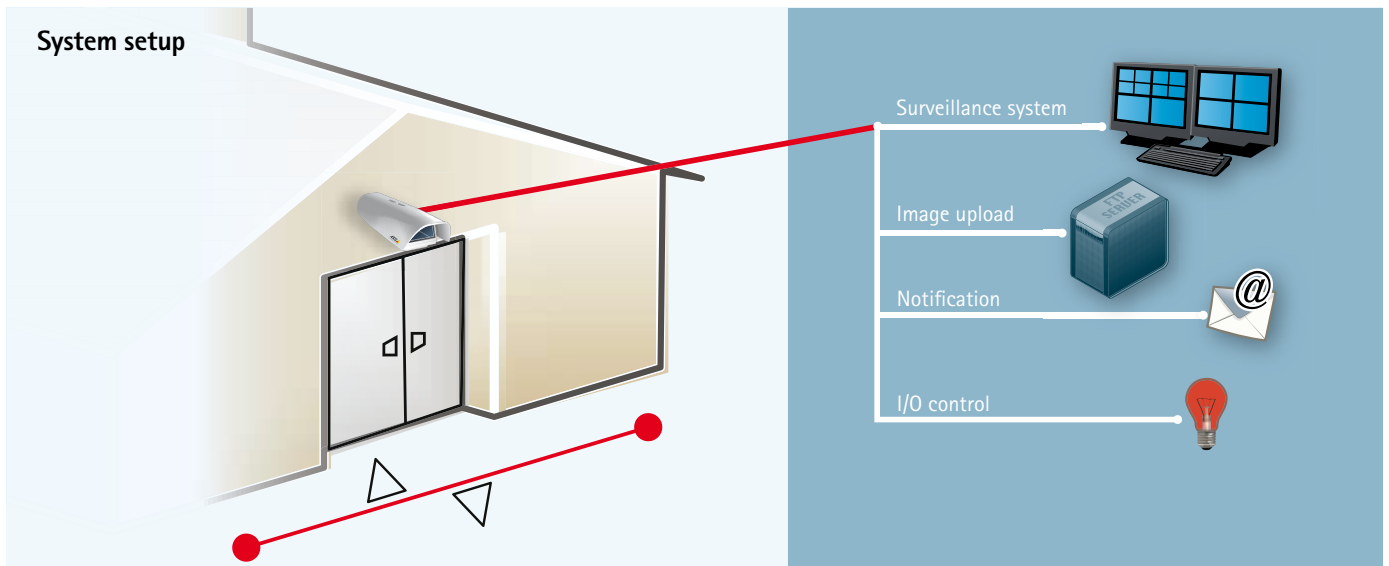 System setup
Surveillance system
Image upload
FTP
SERVER
Notification
@
I/O control